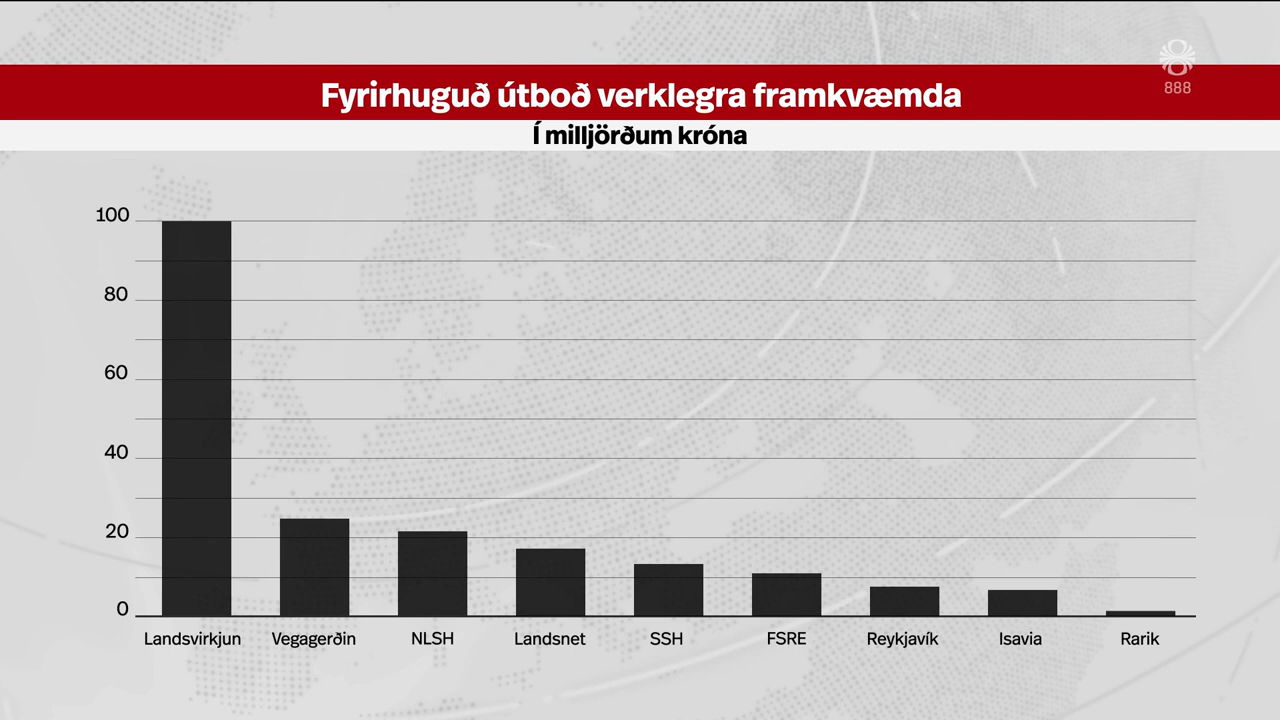 888
Fyrirhuguð útboð verklegra framkvæmda
Í milljörðum króna
100
80
60
40
20
0
Landsvirkjun Vegagerðin NLSH Landsnet SSH FSRE Reykjavík Isavia Rarik